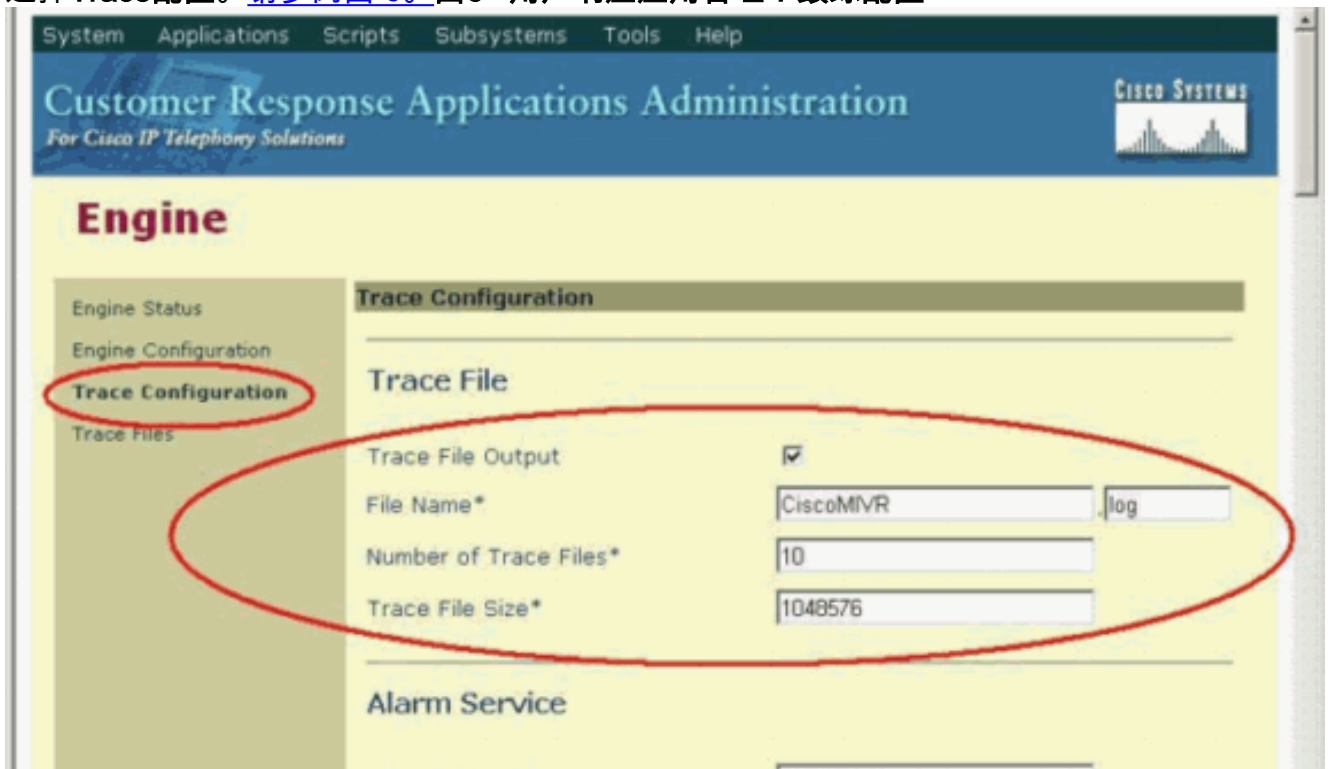 System Applications Scripts Subsystems Tools Help
Customer Response Applications Administration
For Cisco IP Telephony Solutions
CISCO SYSTEMS
Engine
Engine Status
Engine Configuration
Trace Configuration
Trace Files
Trace Configuration
Trace File
Trace File Output
File Name* CiscoMIVR .log
Number of Trace Files* 10
Trace File Size* 1048576
Alarm Service